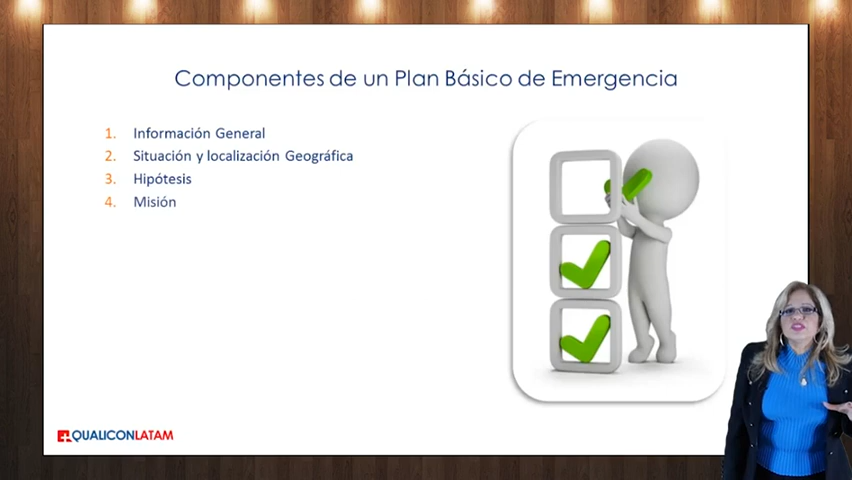 Componentes de un Plan Básico de Emergencia
1. Información General
2. Situación y localización Geográfica
3. Hipótesis
4. Misión
QUALICONLATAM